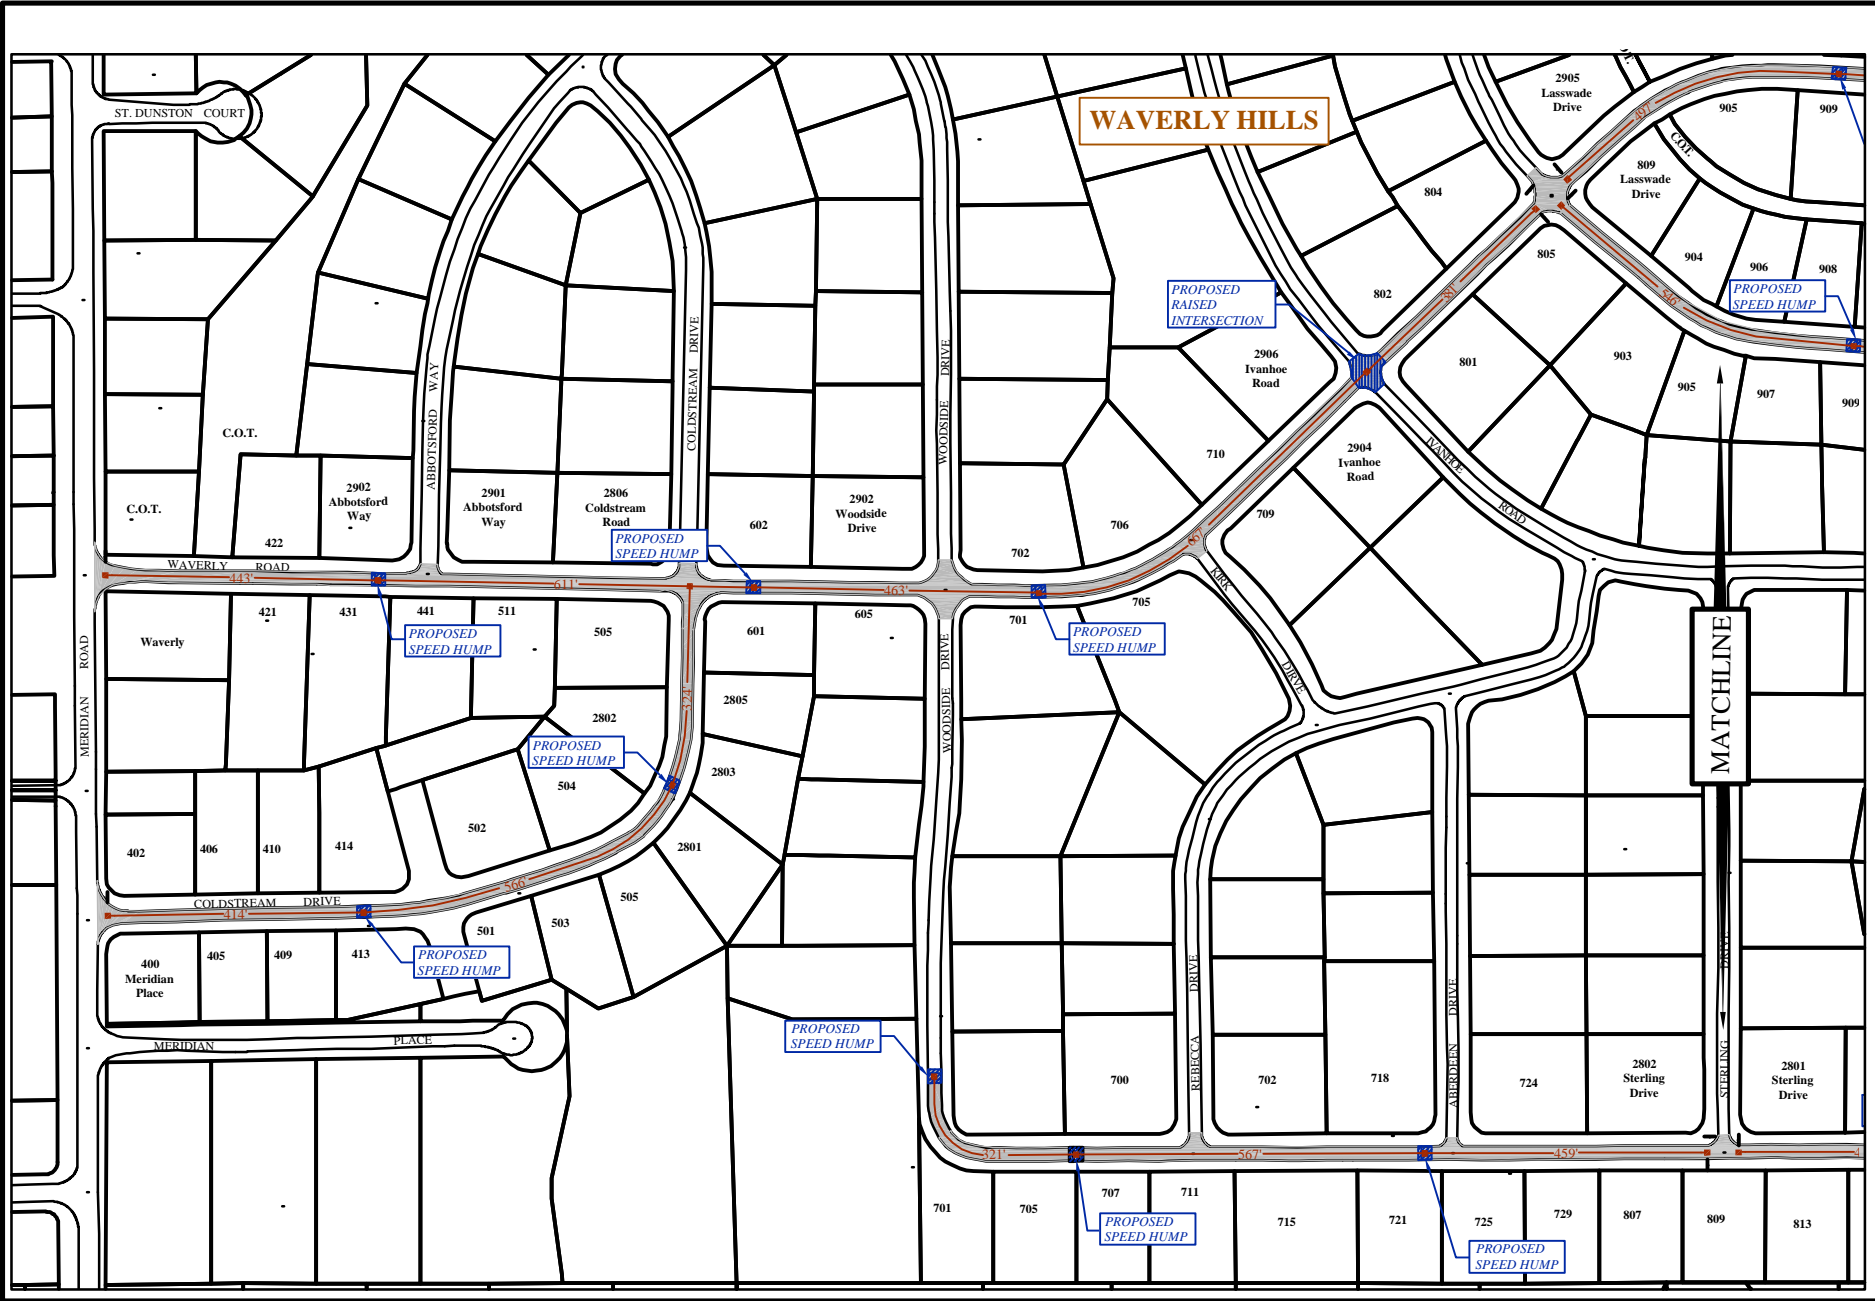 WAVERLY HILLS
ST. DUNSTON COURT
2905
Lasswade
Drive
905
909
497'
C.O.T.
809
Lasswade
Drive
804
805
904
906
908
PROPOSED
SPEED HUMP
546'
PROPOSED
RAISED
INTERSECTION
802
381'
801
903
905
907
909
2906
Ivanhoe
Road
ABBOTSFORD WAY
COLDSTREAM DRIVE
WOODSIDE DRIVE
C.O.T.
C.O.T.
422
2902
Abbotsford
Way
2901
Abbotsford
Way
2806
Coldstream
Road
PROPOSED
SPEED HUMP
602
2902
Woodside
Drive
702
706
710
709
2904
Ivanhoe
Road
IVANHOE ROAD
WAVERLY ROAD
443'
611'
463'
667'
KIRK DIRVE
MERIDIAN ROAD
Waverly
421
431
441
511
505
PROPOSED
SPEED HUMP
601
605
701
705
PROPOSED
SPEED HUMP
MATCHLINE
324'
2805
2802
2803
WOODSIDE DRIVE
PROPOSED
SPEED HUMP
504
502
2801
402
406
410
414
566'
COLDSTREAM DRIVE
414'
505
503
501
400
Meridian
Place
405
409
413
PROPOSED
SPEED HUMP
MERIDIAN PLACE
PROPOSED
SPEED HUMP
REBECCA DRIVE
ABERDEEN DRIVE
STERLING DRIVE
700
702
718
724
2802
Sterling
Drive
2801
Sterling
Drive
321'
567'
459'
701
705
707
711
715
721
725
729
807
809
813
PROPOSED
SPEED HUMP
PROPOSED
SPEED HUMP